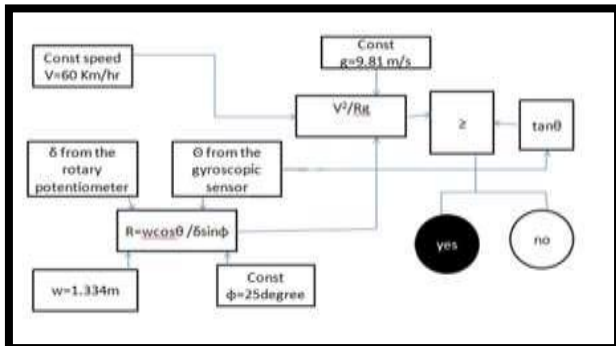 Const speed
V=60 Km/hr
Const
g=9.81 m/s
V²/Rg
≥
tanθ
δ from the
rotary
potentiometer
Θ from the
gyroscopic
sensor
R=wcosθ /δsinϕ
yes
no
w=1.334m
Const
ϕ=25degree